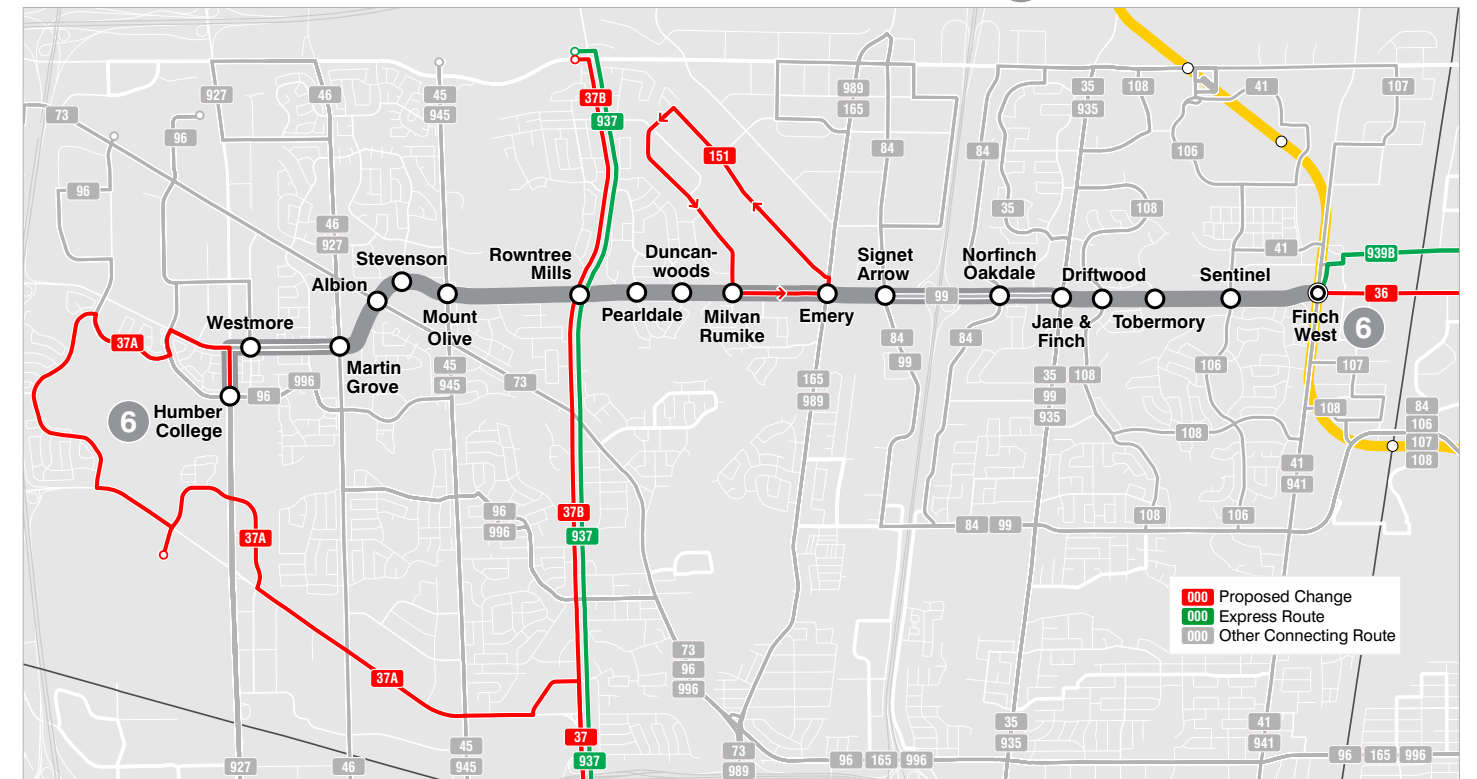 927
46
45
945
73
96
96
46
927
37B
937
151
989
165
84
84
35
935
108
41
107
106
35
108
41
939B
36
Stevenson
Albion
Rowntree
Mills
Duncan-
woods
Signet
Arrow
Norfinch
Oakdale
Driftwood
Sentinel
99
Westmore
Mount
Olive
Pearldale
Milvan
Rumike
Emery
Jane &
Finch
Tobermory
Finch
West
6
37A
Martin
Grove
Humber
College
6
96
996
45
945
73
165
989
84
99
84
35
99
935
108
106
107
108
84
106
107
108
108
41
941
37A
96
996
37B
937
84
99
108
106
000 Proposed Change
000 Express Route
000 Other Connecting Route
37A
73
96
996
37
937
927
46
45
945
73
989
96
165
996
35
935
41
941
96
165
996